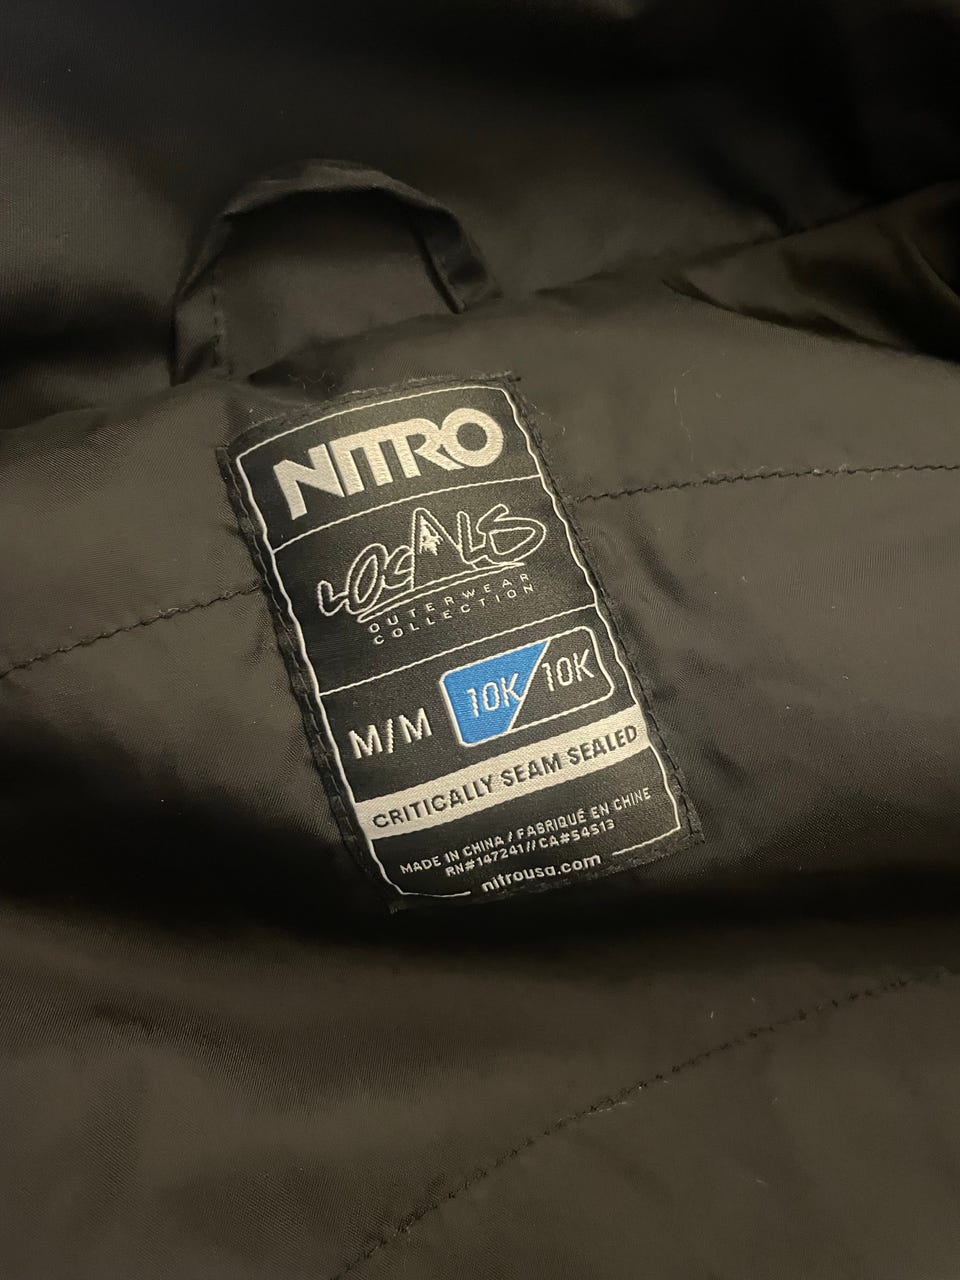 NITRO
LOCALS
OUTERWEAR
COLLECTION
M/M 10K/10K
CRITICALLY SEAM SEALED
MADE IN CHINA / FABRIQUÉ EN CHINE
RN#147241//CA#54513
nitrousa.com